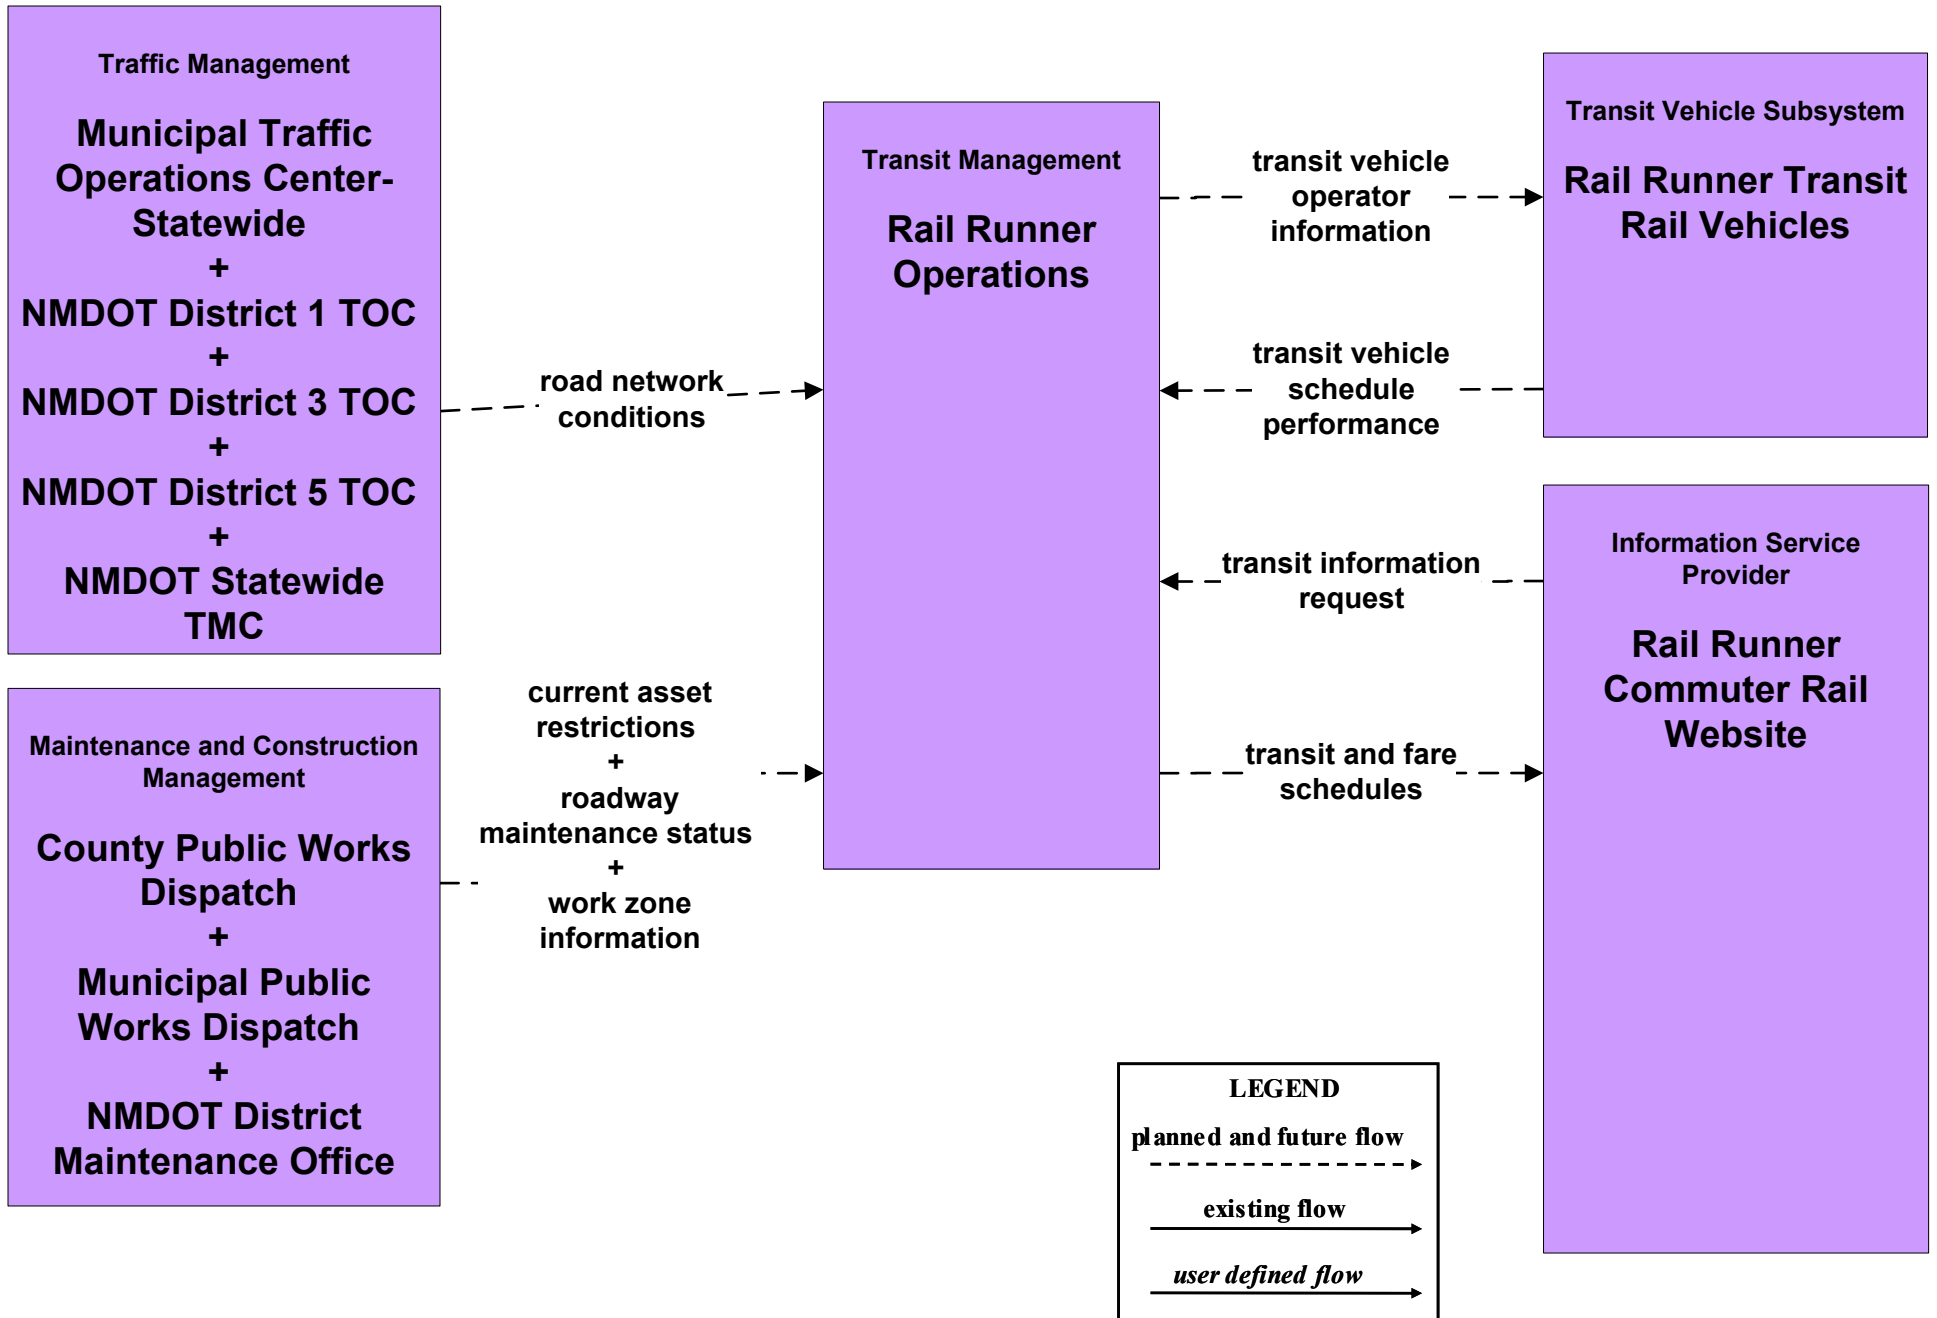 Traffic Management
Municipal Traffic
Operations Center-
Statewide
+
NMDOT District 1 TOC
+
NMDOT District 3 TOC
+
NMDOT District 5 TOC
+
NMDOT Statewide
TMC
Maintenance and Construction
Management
County Public Works
Dispatch
+
Municipal Public
Works Dispatch
+
NMDOT District
Maintenance Office
road network
conditions
current asset
restrictions
+
roadway
maintenance status
+
work zone
information
Transit Management
Rail Runner
Operations
transit vehicle
operator
information
transit vehicle
schedule
performance
transit information
request
transit and fare
schedules
Transit Vehicle Subsystem
Rail Runner Transit
Rail Vehicles
Information Service
Provider
Rail Runner
Commuter Rail
Website
LEGEND
planned and future flow
existing flow
user defined flow